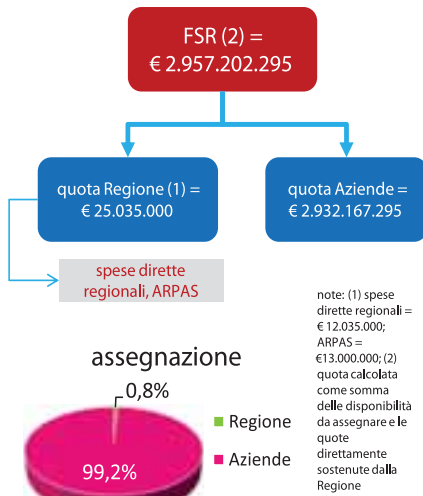 FSR (2) =
€ 2.957.202.295
quota Regione (1) =
€ 25.035.000
quota Aziende =
€ 2.932.167.295
spese dirette
regionali, ARPAS
note: (1) spese
dirette regionali =
€ 12.035.000;
ARPAS =
€13.000.000; (2)
quota calcolata
come somma
delle disponibilità
da assegnare e le
quote
direttamente
sostenute dalla
Regione
assegnazione
0,8%
99,2%
Regione
Aziende